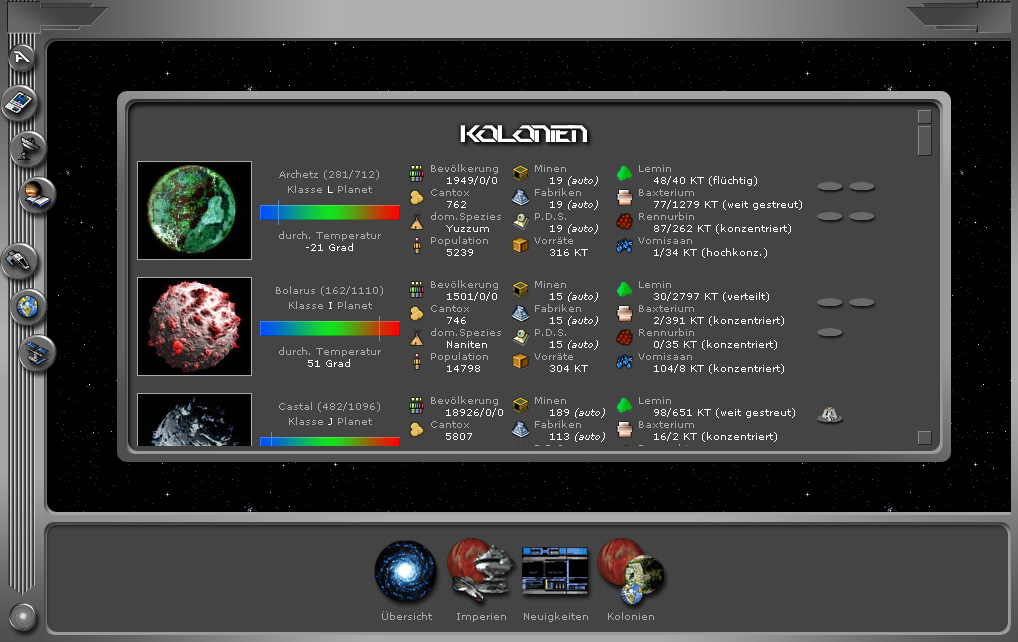 KOLONIEN
Archetz (281/712)
Klasse L Planet
durch. Temperatur
-21 Grad
Bevölkerung
1949/0/0
Cantox
762
dom.Spezies
Yuzzum
Population
5239
Minen
19 (auto)
Fabriken
19 (auto)
P.D.S.
19 (auto)
Vorräte
316 KT
Lemin
48/40 KT (flüchtig)
Baxterium
77/1279 KT (weit gestreut)
Rennurbin
87/262 KT (konzentriert)
Vomisaan
1/34 KT (hochkonz.)
Bolarus (162/1110)
Klasse I Planet
durch. Temperatur
51 Grad
Bevölkerung
1501/0/0
Cantox
746
dom.Spezies
Naniten
Population
14798
Minen
15 (auto)
Fabriken
15 (auto)
P.D.S.
15 (auto)
Vorräte
304 KT
Lemin
30/2797 KT (verteilt)
Baxterium
2/391 KT (konzentriert)
Rennurbin
0/35 KT (konzentriert)
Vomisaan
104/8 KT (konzentriert)
Castal (482/1096)
Klasse J Planet
Bevölkerung
18926/0/0
Cantox
5807
Minen
189 (auto)
Fabriken
113 (auto)
Lemin
98/651 KT (weit gestreut)
Baxterium
16/2 KT (konzentriert)
Übersicht
Imperien
Neuigkeiten
Kolonien